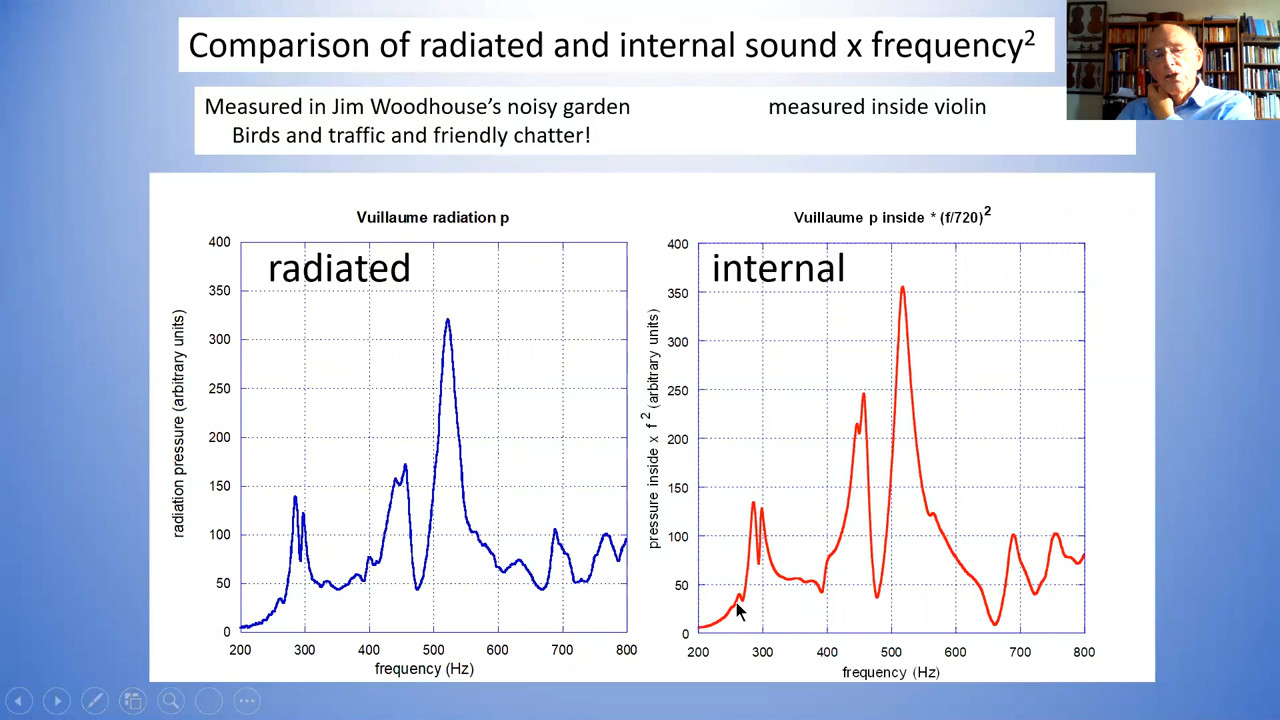 Comparison of radiated and internal sound x frequency²
Measured in Jim Woodhouse's noisy garden
Birds and traffic and friendly chatter!
measured inside violin
Vuillaume radiation p
radiated
radiation pressure (arbitrary units)
400
350
300
250
200
150
100
50
0
200 300 400 500 600 700 800
frequency (Hz)
Vuillaume p inside * (f/720)²
internal
pressure inside x f² (arbitrary units)
400
350
300
250
200
150
100
50
0
200 300 400 500 600 700 800
frequency (Hz)